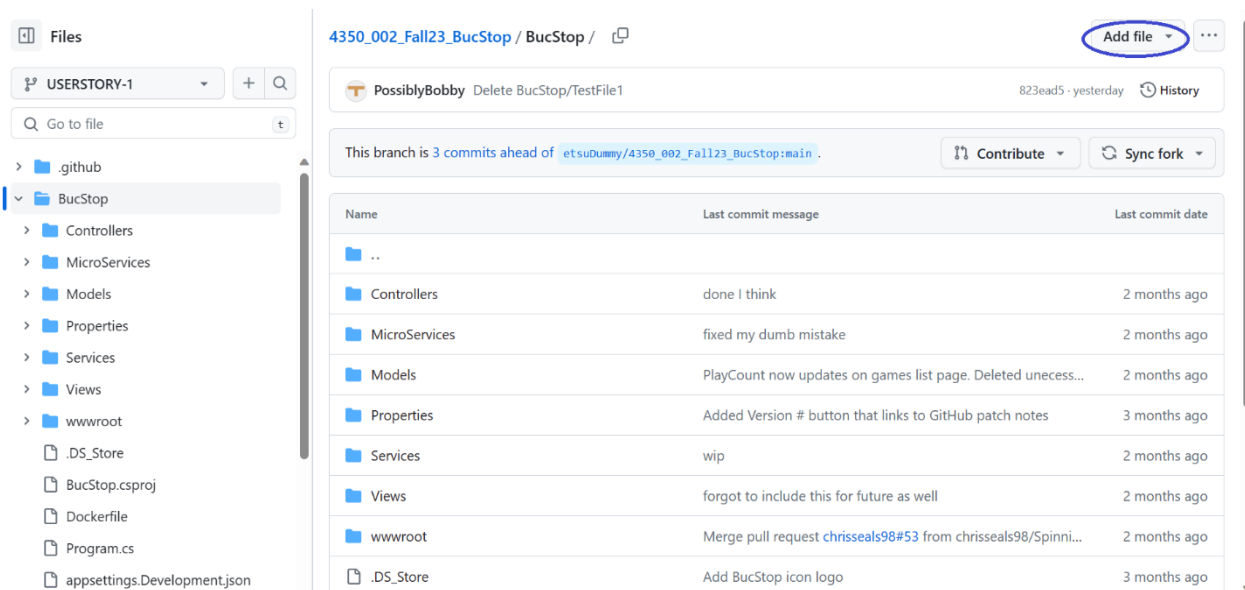 Files
USERSTORY-1
Go to file
t
.github
BucStop
Controllers
MicroServices
Models
Properties
Services
Views
wwwroot
.DS_Store
BucStop.csproj
Dockerfile
Program.cs
appsettings.Development.json
4350_002_Fall23_BucStop / BucStop /
Add file
PossiblyBobby Delete BucStop/TestFile1 823ead5 · yesterday History
This branch is 3 commits ahead of etsuDummy/4350_002_Fall23_BucStop:main . Contribute Sync fork
Name Last commit message Last commit date
..
Controllers done I think 2 months ago
MicroServices fixed my dumb mistake 2 months ago
Models PlayCount now updates on games list page. Deleted unecess... 2 months ago
Properties Added Version # button that links to GitHub patch notes 3 months ago
Services wip 2 months ago
Views forgot to include this for future as well 2 months ago
wwwroot Merge pull request chrisseals98#53 from chrisseals98/Spinni... 2 months ago
.DS_Store Add BucStop icon logo 3 months ago